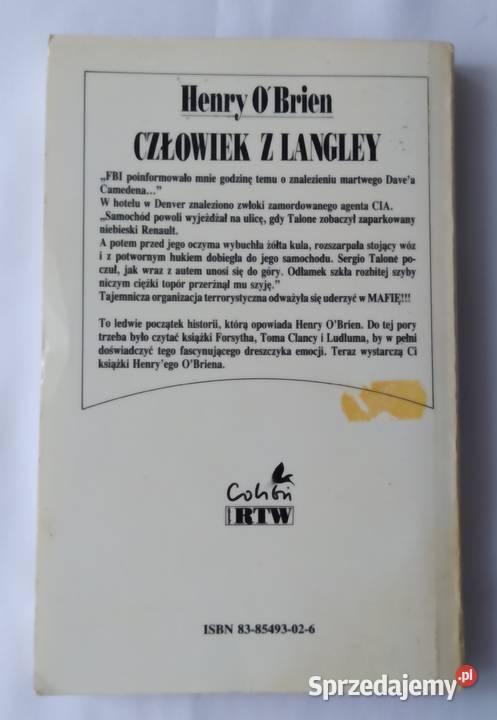 Henry O'Brien
CZŁOWIEK Z LANGLEY
„FBI poinformowało mnie godzinę temu o znalezieniu martwego Dave'a
Camedena...”
W hotelu w Denver znaleziono zwłoki zamordowanego agenta CIA.
„Samochód powoli wyjeżdżał na ulicę, gdy Talone zobaczył zaparkowany
niebieski Renault.
A potem przed jego oczyma wybuchła żółta kula, rozszarpała stojący wóz
i z potwornym hukiem dobiegła do jego samochodu. Sergio Talone po-
czuł, jak wraz z autem unosi się do góry. Odłamek szkła rozbitej szyby
niczym ciężki topór przerżnął mu szyję.”
Tajemnicza organizacja terrorystyczna odważyła się uderzyć w MAFIĘ!!!
To ledwie początek historii, którą opowiada Henry O'Brien. Do tej pory
trzeba było czytać książki Forsytha, Toma Clancy i Ludluma, by w pełni
doświadczyć tego fascynującego dreszczyka emocji. Teraz wystarczą Ci
książki Henry'ego O'Briena.
Colibri
RTW
ISBN 83-85493-02-6
Sprzedajemy.pl